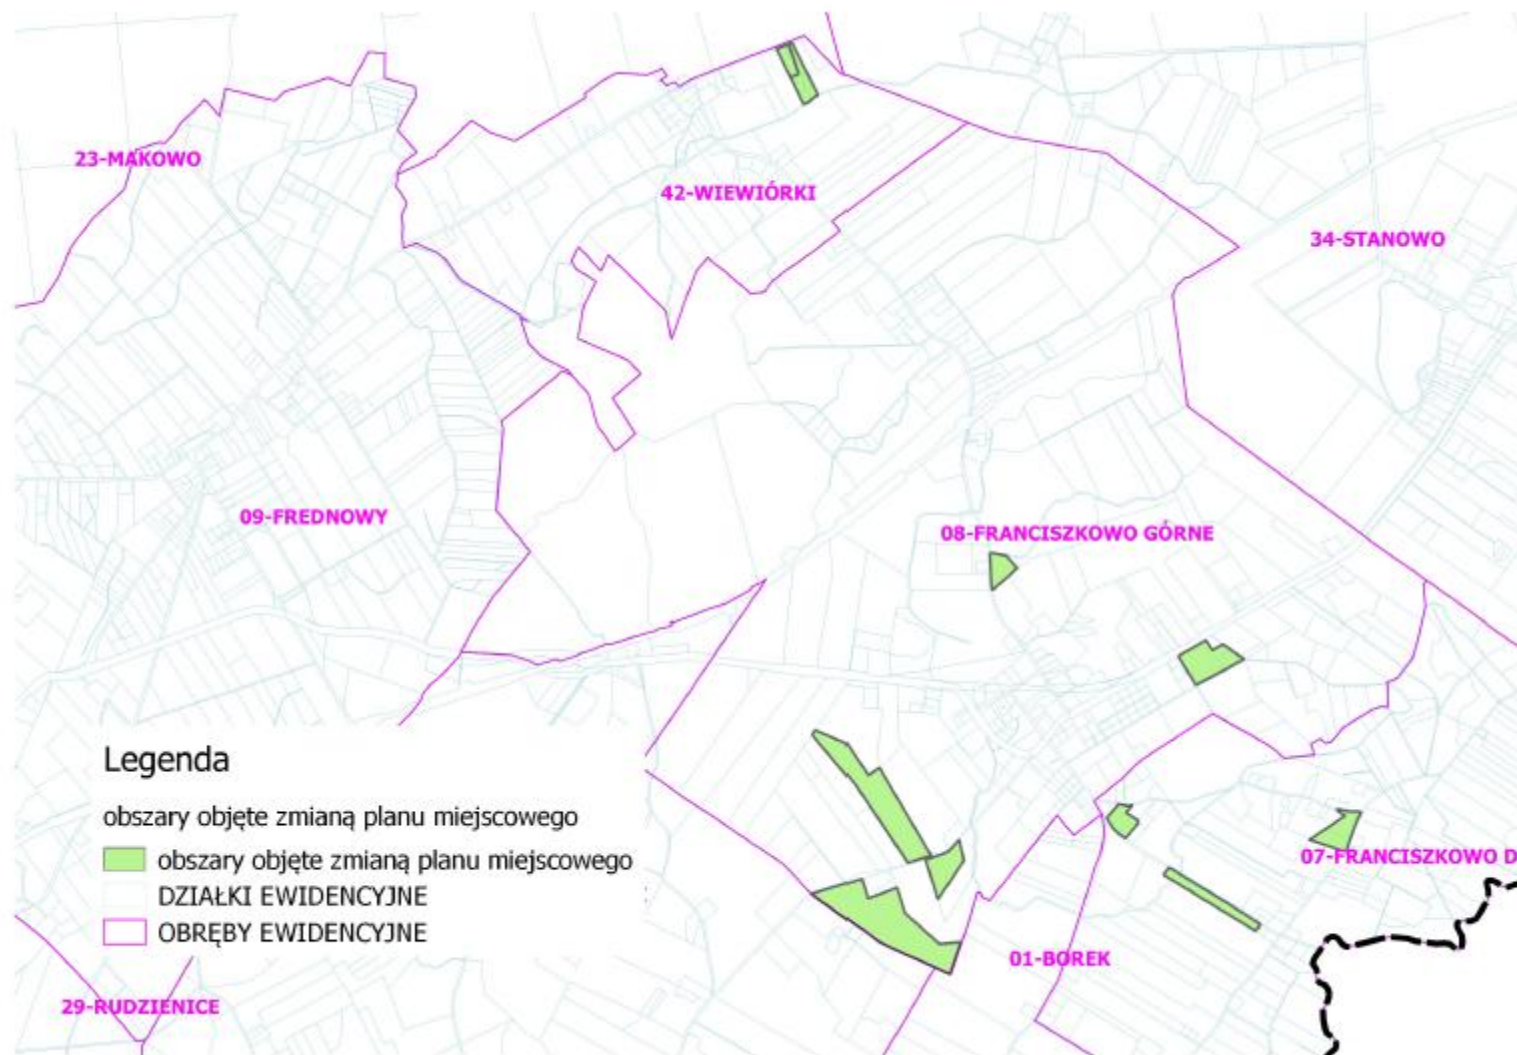 23-MAKOWO
42-WIEWIÓRKI
34-STANOWO
09-FREDNOWY
08-FRANCISZKOWO GÓRNE
Legenda
obszary objęte zmianą planu miejscowego
obszary objęte zmianą planu miejscowego
DZIAŁKI EWIDENCYJNE
OBRĘBY EWIDENCYJNE
07-FRANCISZKOWO D
01-BOREK
29-RUDZIENICE